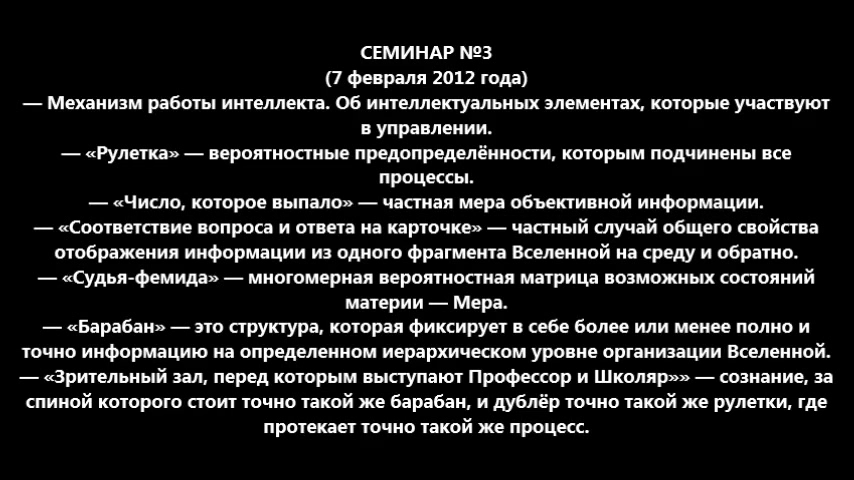 СЕМИНАР №3
(7 февраля 2012 года)
— Механизм работы интеллекта. Об интеллектуальных элементах, которые участвуют
в управлении.
— «Рулетка» — вероятностные предопределённости, которым подчинены все
процессы.
— «Число, которое выпало» — частная мера объективной информации.
— «Соответствие вопроса и ответа на карточке» — частный случай общего свойства
отображения информации из одного фрагмента Вселенной на среду и обратно.
— «Судья-фемида» — многомерная вероятностная матрица возможных состояний
материи — Мера.
— «Барабан» — это структура, которая фиксирует в себе более или менее полно и
точно информацию на определенном иерархическом уровне организации Вселенной.
— «Зрительный зал, перед которым выступают Профессор и Школяр»» — сознание, за
спиной которого стоит точно такой же барабан, и дублёр точно такой же рулетки, где
протекает точно такой же процесс.